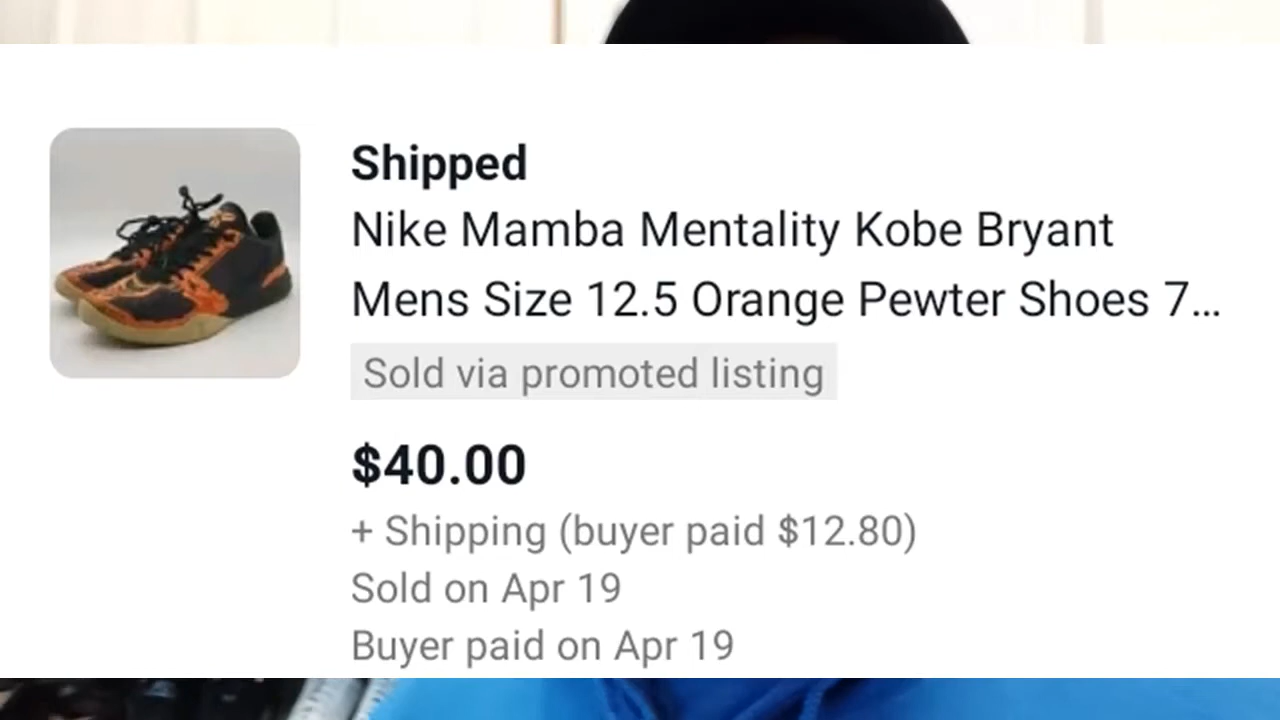 Shipped
Nike Mamba Mentality Kobe Bryant
Mens Size 12.5 Orange Pewter Shoes 7...
Sold via promoted listing
$40.00
+ Shipping (buyer paid $12.80)
Sold on Apr 19
Buyer paid on Apr 19